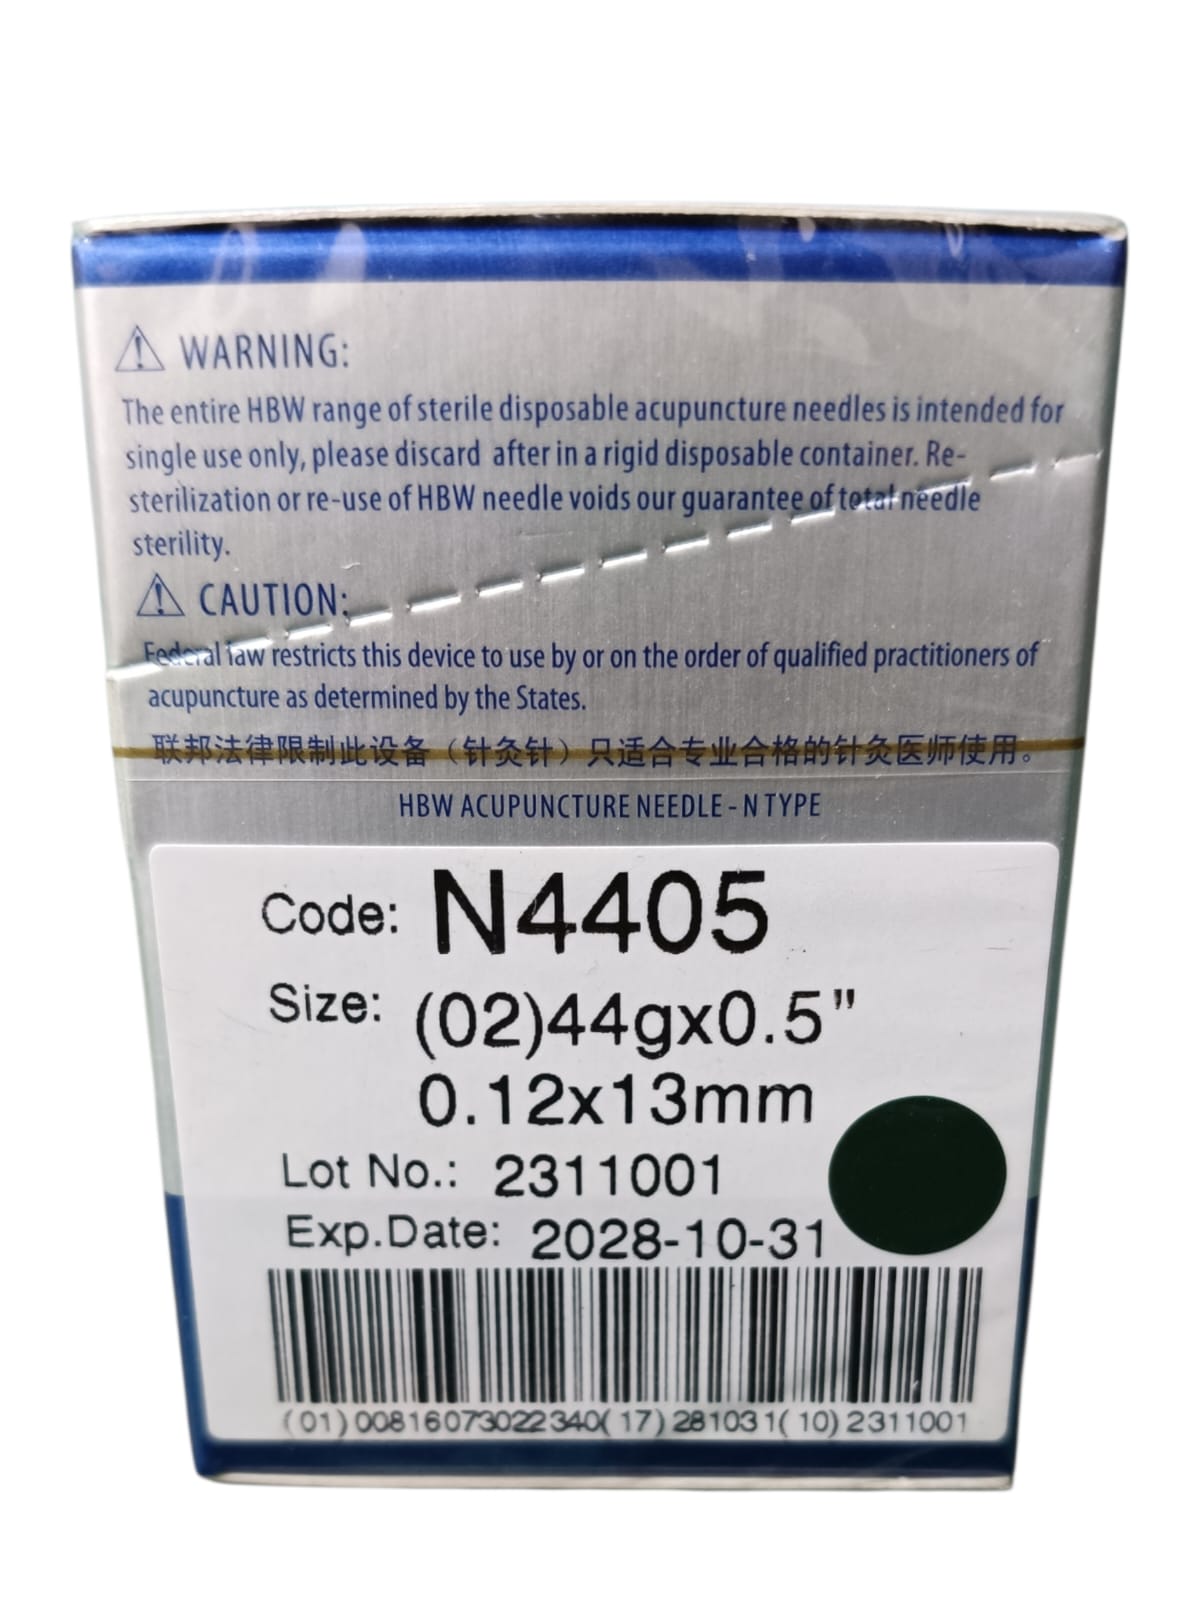 ⚠ WARNING:
The entire HBW range of sterile disposable acupuncture needles is intended for
single use only, please discard after in a rigid disposable container. Re-
sterilization or re-use of HBW needle voids our guarantee of total needle
sterility.
⚠ CAUTION:
Federal law restricts this device to use by or on the order of qualified practitioners of
acupuncture as determined by the States.
联邦法律限制此设备（针灸针）只适合专业合格的针灸医师使用。
HBW ACUPUNCTURE NEEDLE - N TYPE
Code: N4405
Size: (02)44gx0.5"
0.12x13mm
Lot No.: 2311001
Exp.Date: 2028-10-31
(01)00816073022340(17)281031(10)2311001